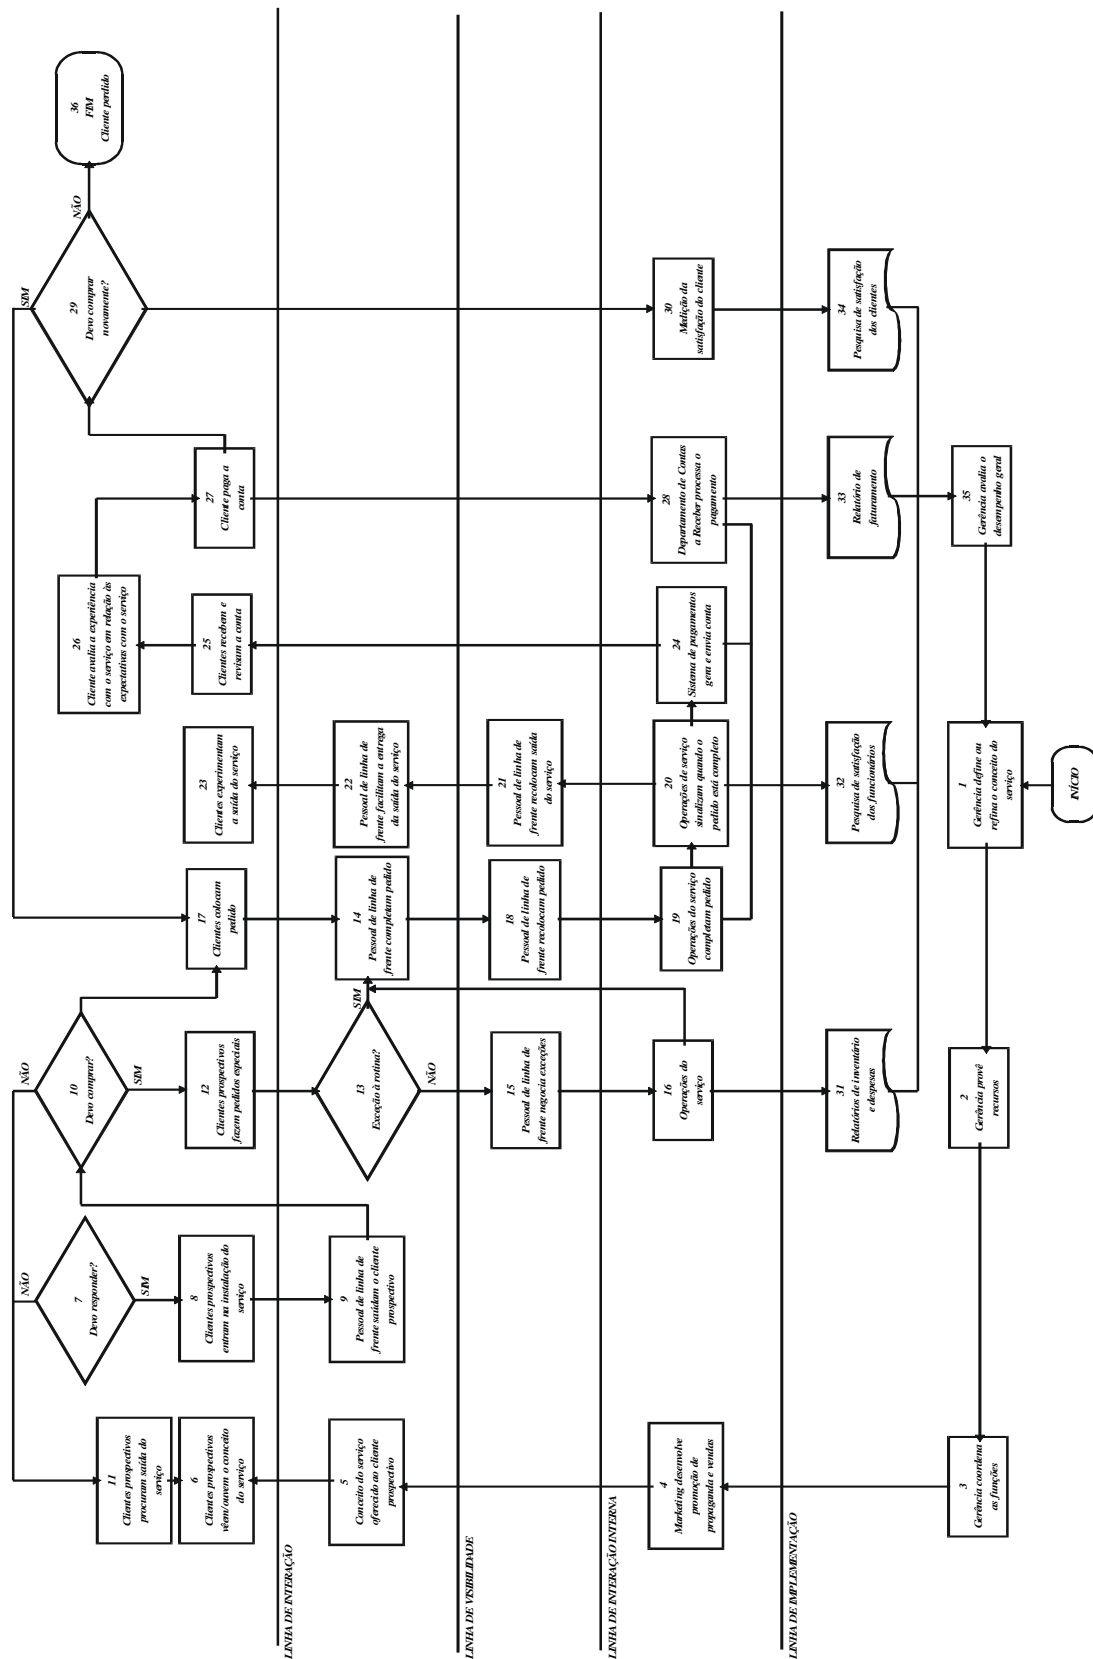 36
FIM
Cliente perdido
NÃO
SIM
29
Devo comprar
novamente?
27
Cliente paga a
conta
26
Cliente avalia a experiência
com o serviço em relação às
expectativas com o serviço
25
Clientes recebem e
revisam a conta
23
Clientes experimentam
a saída do serviço
17
Clientes colocam
pedido
NÃO
10
Devo comprar?
SIM
12
Clientes prospectivos
fazem pedidos especiais
NÃO
7
Devo responder?
SIM
8
Clientes prospectivos
entram na instalação do
serviço
11
Clientes prospectivos
procuram saída do
serviço
6
Clientes prospectivos
vêem/ouvem o conceito
do serviço
LINHA DE INTERAÇÃO
22
Pessoal de linha de
frente facilitam a entrega
da saída do serviço
14
Pessoal de linha de
frente completam pedido
SIM
13
Exceção à rotina?
NÃO
9
Pessoal de linha de
frente saúdam o cliente
prospectivo
5
Conceito do serviço
oferecido ao cliente
prospectivo
LINHA DE VISIBILIDADE
21
Pessoal de linha de
frente recolocam saída
do serviço
18
Pessoal de linha de
frente recolocam pedido
15
Pessoal de linha de
frente negocia exceções
LINHA DE INTERAÇÃO INTERNA
30
Medição da
satisfação do cliente
28
Departamento de Contas
a Receber processa o
pagamento
24
Sistema de pagamentos
gera e envia conta
20
Operações de serviço
sinalizam quando o
pedido está completo
19
Operações do serviço
completam pedido
16
Operações do
serviço
4
Marketing desenvolve
promoção de
propaganda e vendas
LINHA DE IMPLEMENTAÇÃO
34
Pesquisa de satisfação
dos clientes
33
Relatório de
faturamento
32
Pesquisa de satisfação
dos funcionários
31
Relatórios de inventário
e despesas
35
Gerência avalia o
desempenho geral
1
Gerência define ou
refina o conceito do
serviço
2
Gerência provê
recursos
3
Gerência coordena
as funções
INÍCIO